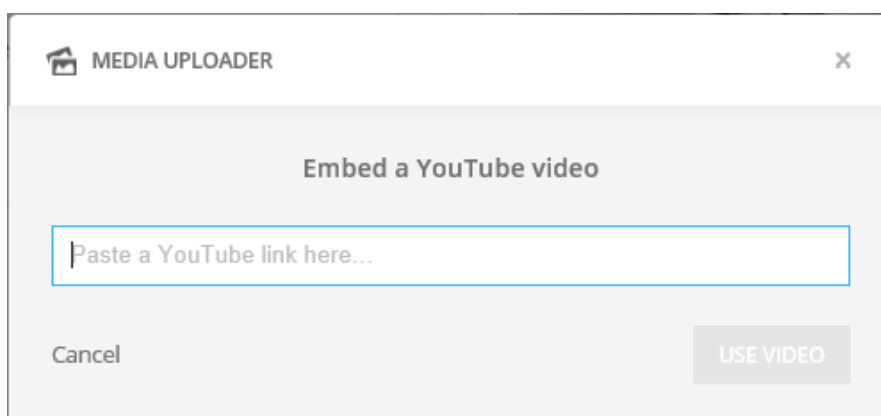 MEDIA UPLOADER
×
Embed a YouTube video
Paste a YouTube link here...
Cancel
USE VIDEO